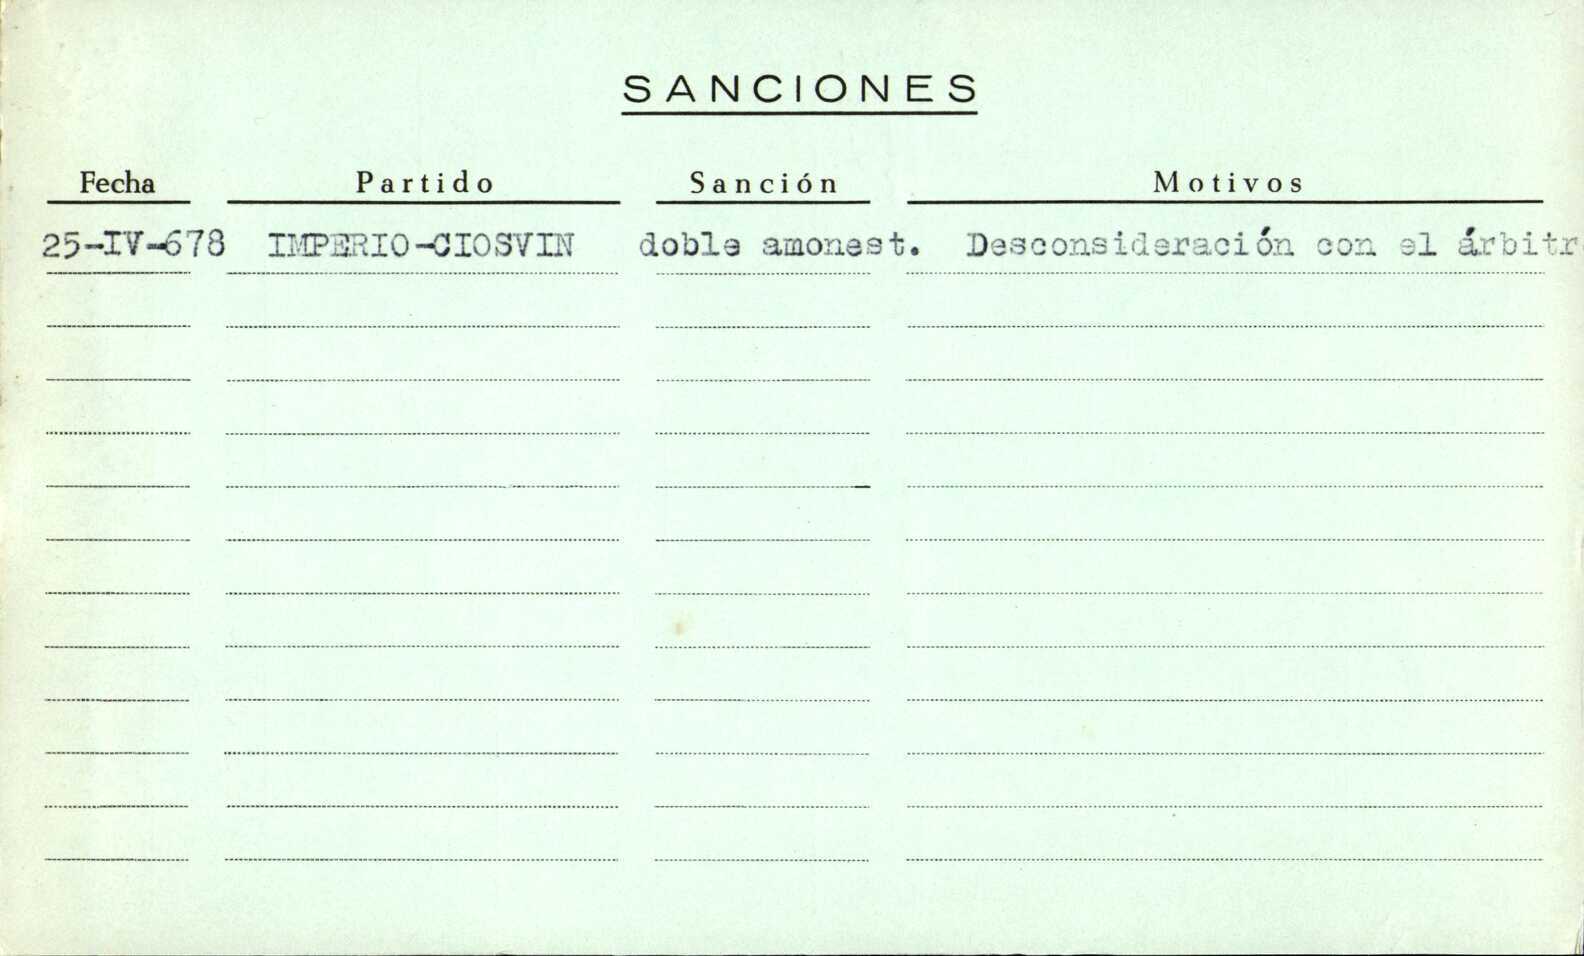 SANCIONES
Fecha Partido Sanción Motivos
25-IV-678 IMPERIO-CIOSVIN doble amonest. Desconsideración con el árbitr